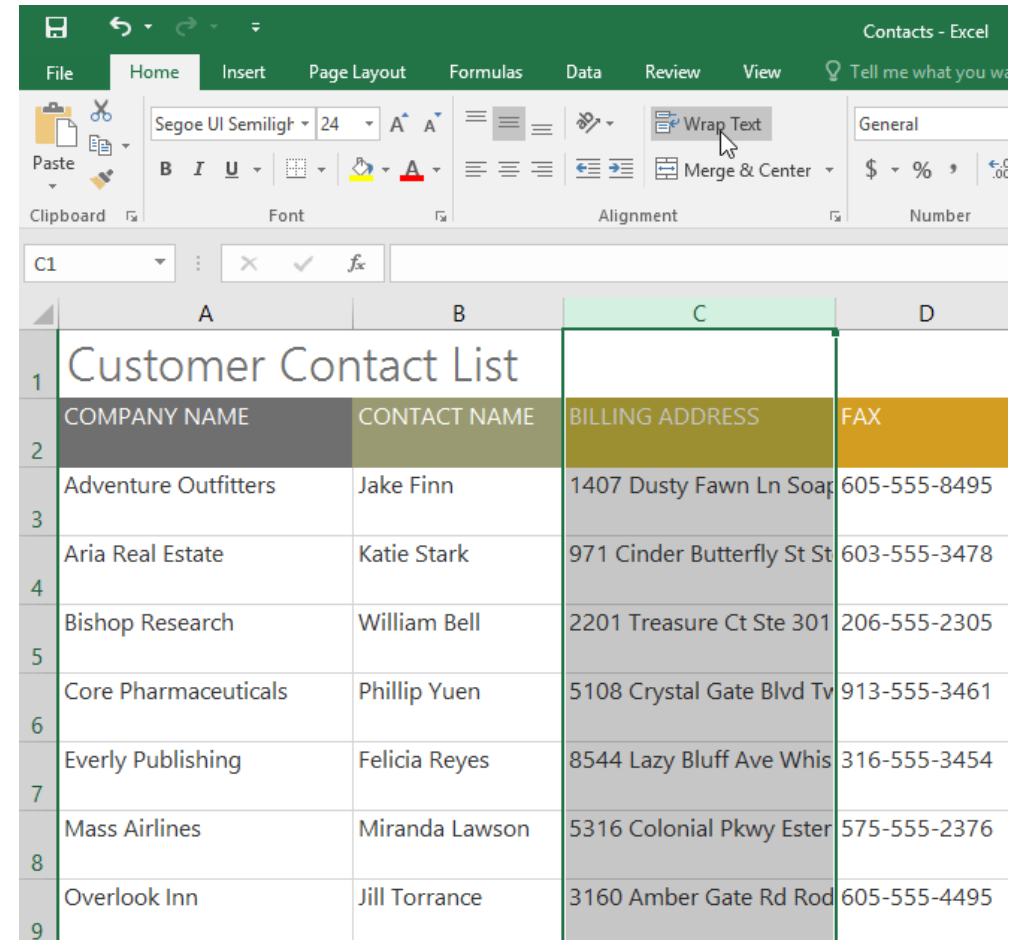 Contacts - Excel
File Home Insert Page Layout Formulas Data Review View Tell me what you
Segoe UI Semiligh 24 A A Wrap Text General
Paste B I U A Merge & Center $ % , .00
Clipboard Font Alignment Number
C1 fx
A B C D
1 Customer Contact List
2 COMPANY NAME CONTACT NAME BILLING ADDRESS FAX
3 Adventure Outfitters Jake Finn 1407 Dusty Fawn Ln Soap 605-555-8495
4 Aria Real Estate Katie Stark 971 Cinder Butterfly St St 603-555-3478
5 Bishop Research William Bell 2201 Treasure Ct Ste 301 206-555-2305
6 Core Pharmaceuticals Phillip Yuen 5108 Crystal Gate Blvd Tw 913-555-3461
7 Everly Publishing Felicia Reyes 8544 Lazy Bluff Ave Whis 316-555-3454
8 Mass Airlines Miranda Lawson 5316 Colonial Pkwy Ester 575-555-2376
9 Overlook Inn Jill Torrance 3160 Amber Gate Rd Rod 605-555-4495